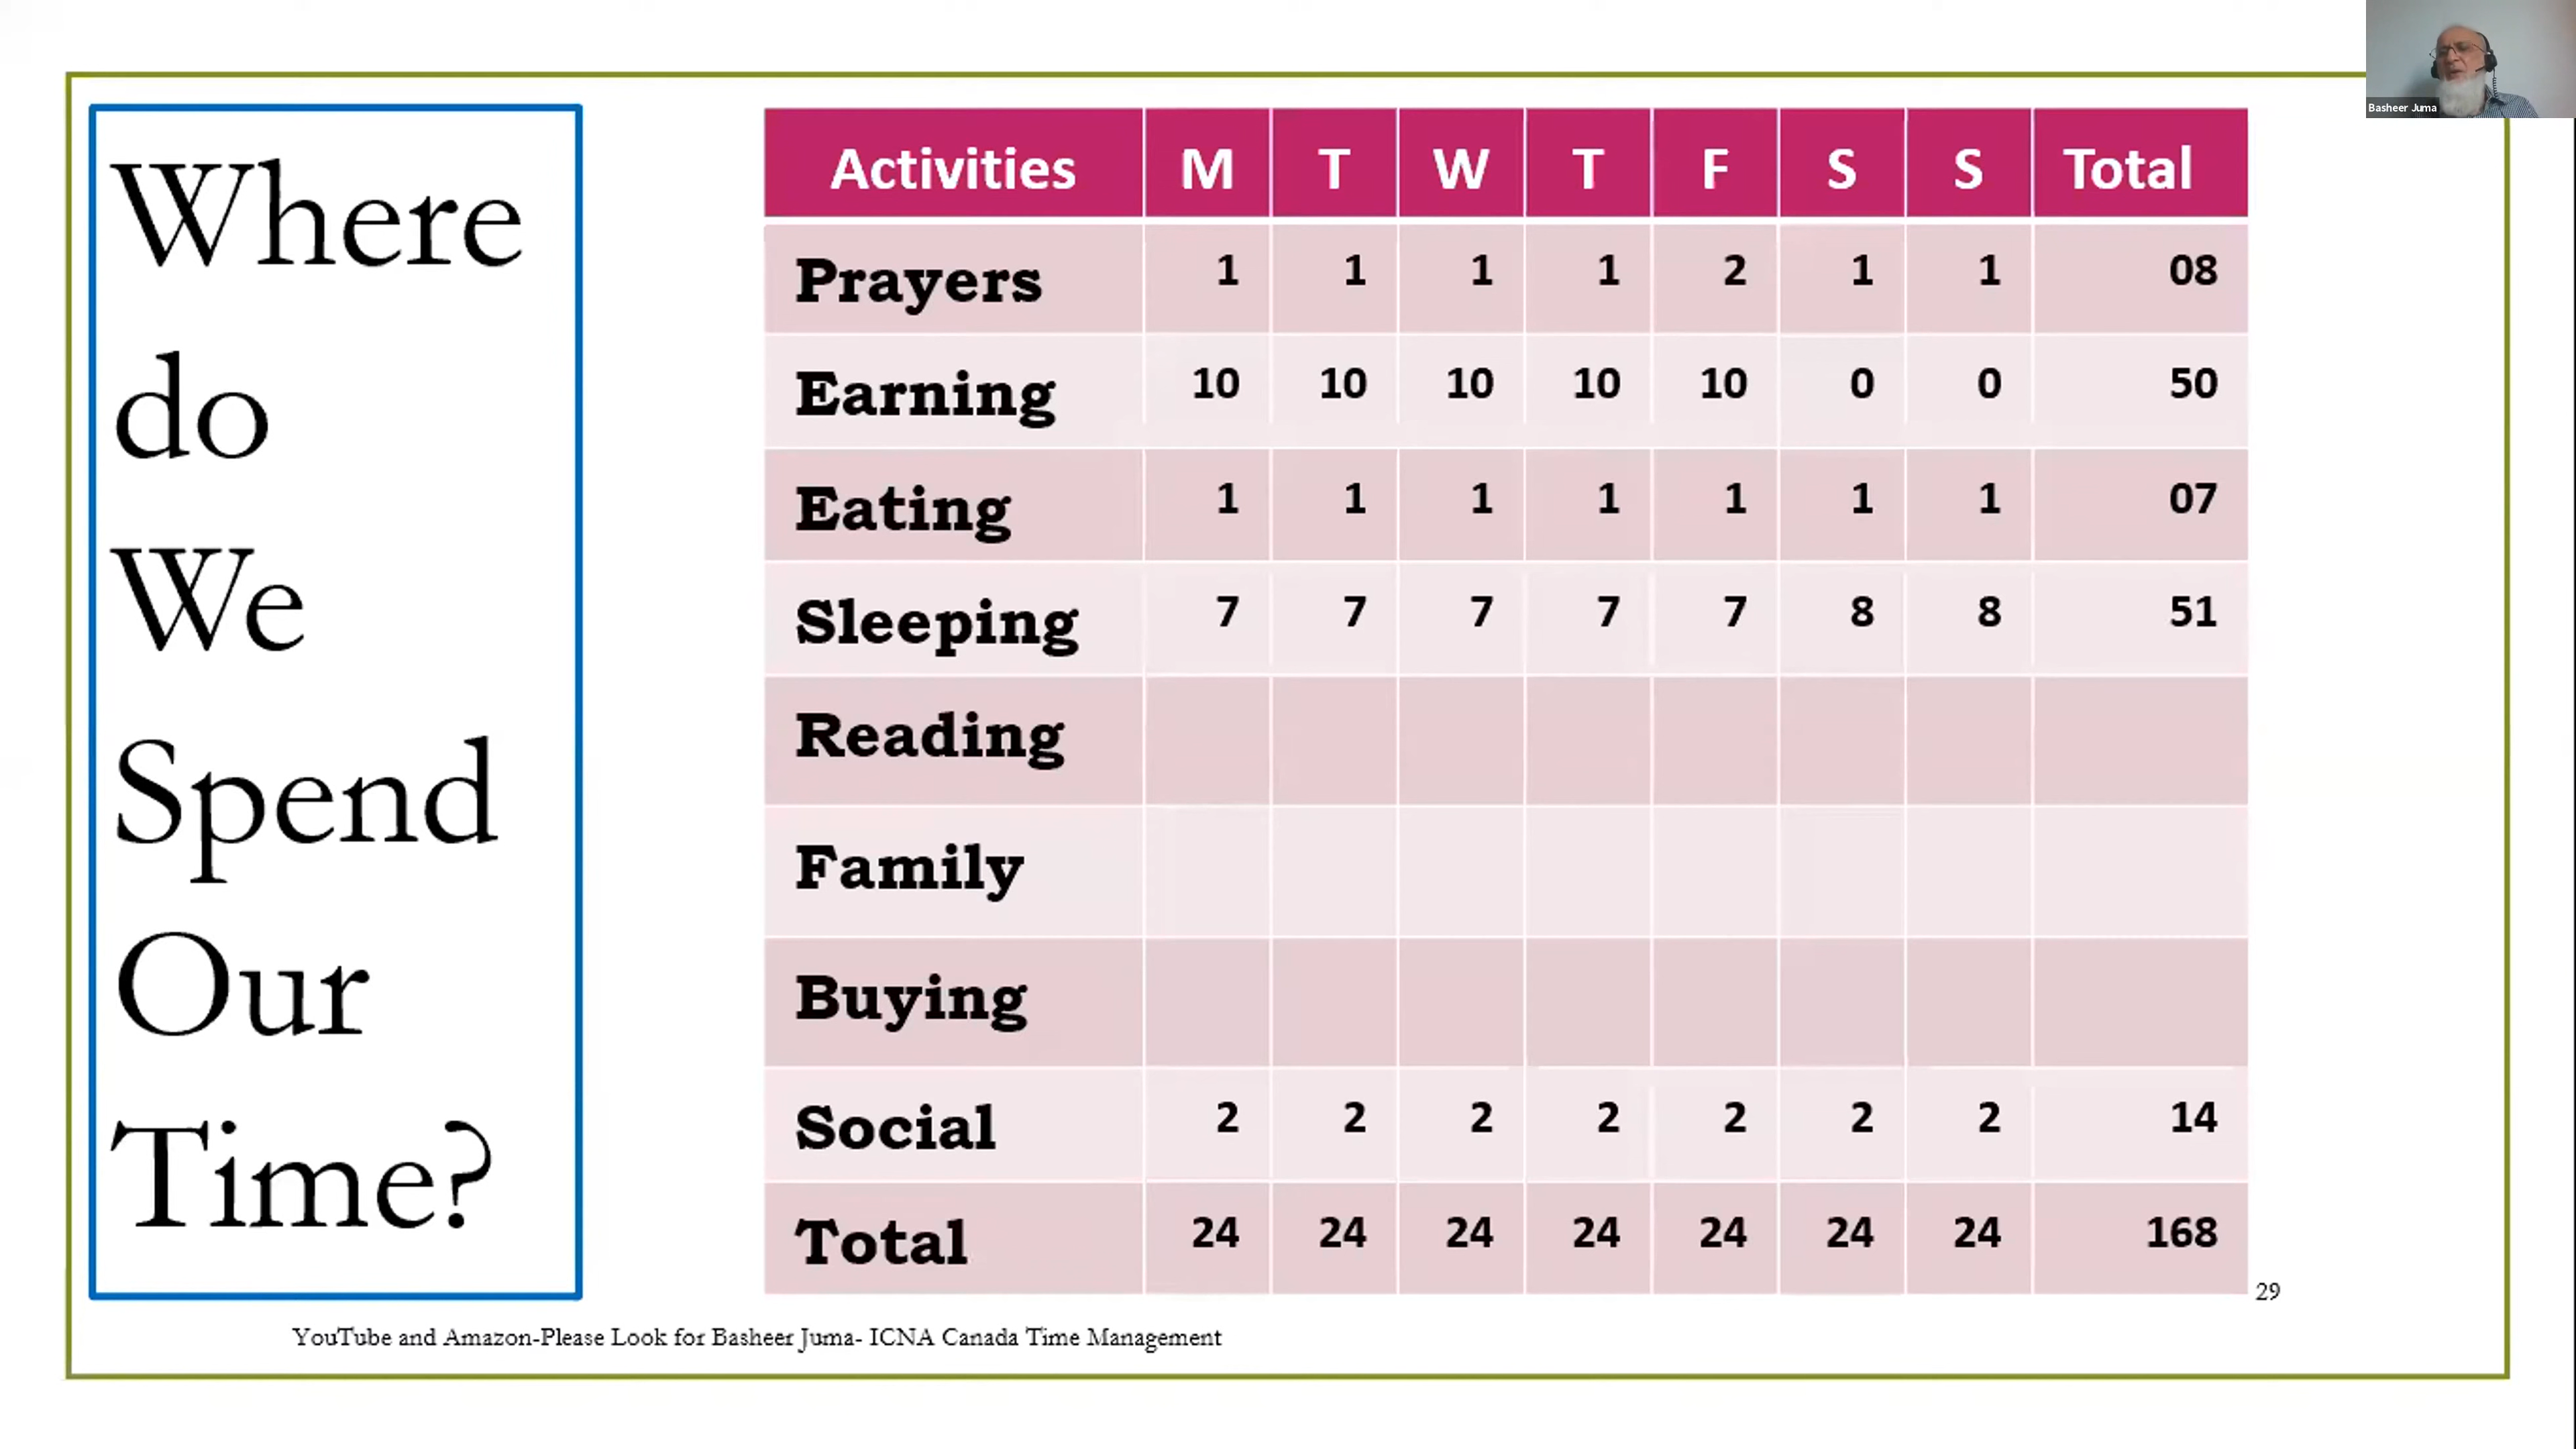 Basheer Juma
Where
do
We
Spend
Our
Time?
Activities M T W T F S S Total
Prayers 1 1 1 1 2 1 1 08
Earning 10 10 10 10 10 0 0 50
Eating 1 1 1 1 1 1 1 07
Sleeping 7 7 7 7 7 8 8 51
Reading
Family
Buying
Social 2 2 2 2 2 2 2 14
Total 24 24 24 24 24 24 24 168
29
YouTube and Amazon-Please Look for Basheer Juma- ICNA Canada Time Management